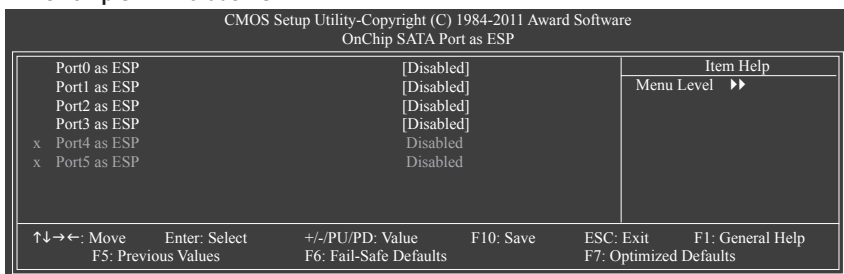 CMOS Setup Utility-Copyright (C) 1984-2011 Award Software
OnChip SATA Port as ESP
Port0 as ESP [Disabled]
Port1 as ESP [Disabled]
Port2 as ESP [Disabled]
Port3 as ESP [Disabled]
x Port4 as ESP Disabled
x Port5 as ESP Disabled
Item Help
Menu Level ▶▶
↑↓→←: Move Enter: Select +/-/PU/PD: Value F10: Save ESC: Exit F1: General Help
F5: Previous Values F6: Fail-Safe Defaults F7: Optimized Defaults